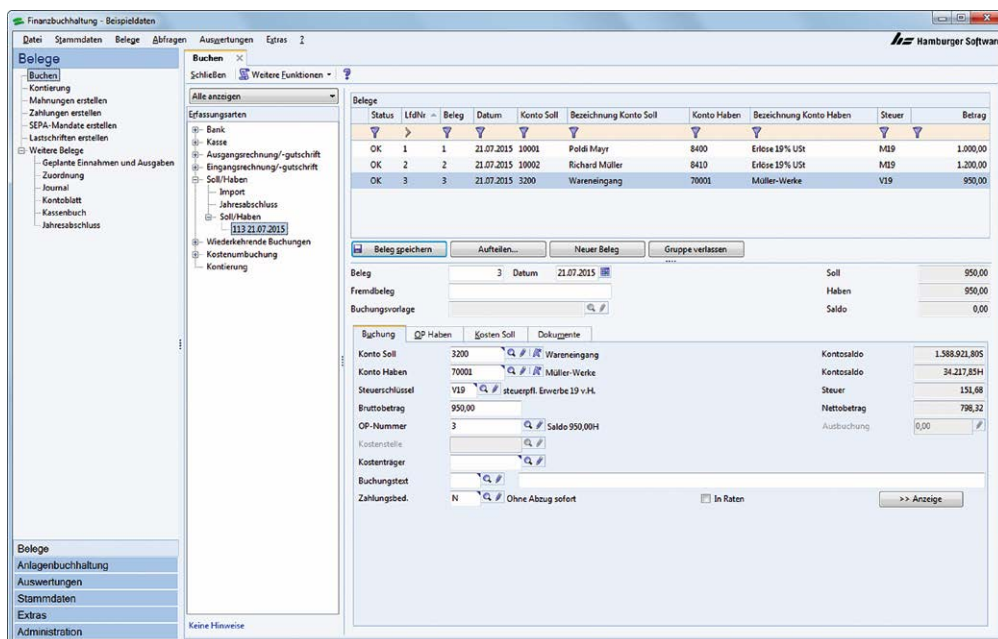 Finanzbuchhaltung - Beispieldaten
Datei Stammdaten Belege Abfragen Auswertungen Extras ?
Hamburger Software
Belege
Buchen
Kontierung
Mahnungen erstellen
Zahlungen erstellen
SEPA-Mandate erstellen
Lastschriften erstellen
Weitere Belege
Geplante Einnahmen und Ausgaben
Zuordnung
Journal
Kontoblatt
Kassenbuch
Jahresabschluss
Belege
Anlagenbuchhaltung
Auswertungen
Stammdaten
Extras
Administration
Buchen
Schließen Weitere Funktionen ?
Alle anzeigen
Erfassungsarten
Bank
Kasse
Ausgangsrechnung/-gutschrift
Eingangsrechnung/-gutschrift
Soll/Haben
Import
Jahresabschluss
Soll/Haben
113 21.07.2015
Wiederkehrende Buchungen
Kostenumbuchung
Kontierung
Keine Hinweise
Belege
Status LfdNr Beleg Datum Konto Soll Bezeichnung Konto Soll Konto Haben Bezeichnung Konto Haben Steuer Betrag
OK 1 1 21.07.2015 10001 Poldi Mayr 8400 Erlöse 19% USt M19 1.000,00
OK 2 2 21.07.2015 10002 Richard Müller 8410 Erlöse 19% USt M19 1.200,00
OK 3 3 21.07.2015 3200 Wareneingang 70001 Müller-Werke V19 950,00
Beleg speichern Aufteilen... Neuer Beleg Gruppe verlassen
Beleg 3 Datum 21.07.2015 Soll 950,00
Fremdbeleg Haben 950,00
Buchungsvorlage Saldo 0,00
Buchung OP Haben Kosten Soll Dokumente
Konto Soll 3200 Wareneingang Kontosaldo 1.588.921,80S
Konto Haben 70001 Müller-Werke Kontosaldo 34.217,85H
Steuerschlüssel V19 steuerpfl. Erwerbe 19 v.H. Steuer 151,68
Bruttobetrag 950,00 Nettobetrag 798,32
OP-Nummer 3 Saldo 950,00H Ausbuchung 0,00
Kostenstelle
Kostenträger
Buchungstext
Zahlungsbed. N Ohne Abzug sofort In Raten >> Anzeige